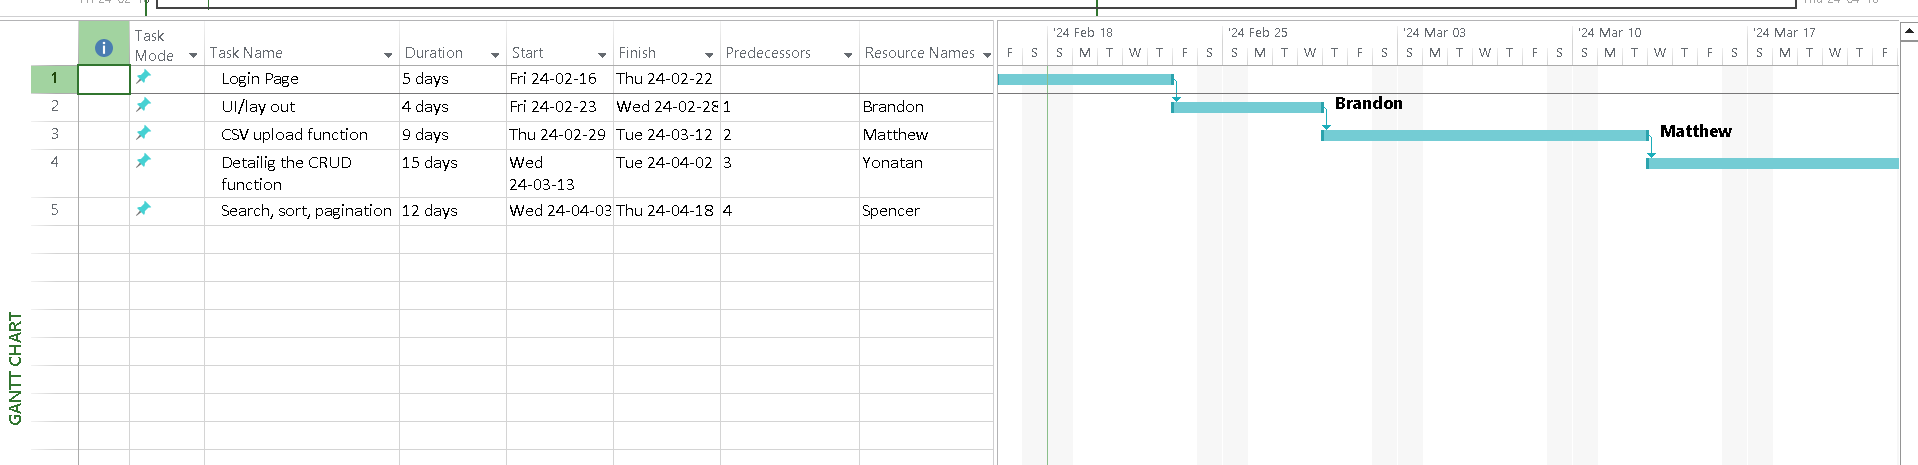 Task Mode Task Name Duration Start Finish Predecessors Resource Names
'24 Feb 18 '24 Feb 25 '24 Mar 03 '24 Mar 10 '24 Mar 17
F S S M T W T F S S M T W T F S S M T W T F S S M T W T F S S M T W T F
1 Login Page 5 days Fri 24-02-16 Thu 24-02-22
2 UI/lay out 4 days Fri 24-02-23 Wed 24-02-28 1 Brandon
Brandon
3 CSV upload function 9 days Thu 24-02-29 Tue 24-03-12 2 Matthew
Matthew
4 Detailig the CRUD function 15 days Wed 24-03-13 Tue 24-04-02 3 Yonatan
5 Search, sort, pagination 12 days Wed 24-04-03 Thu 24-04-18 4 Spencer
GANTT CHART